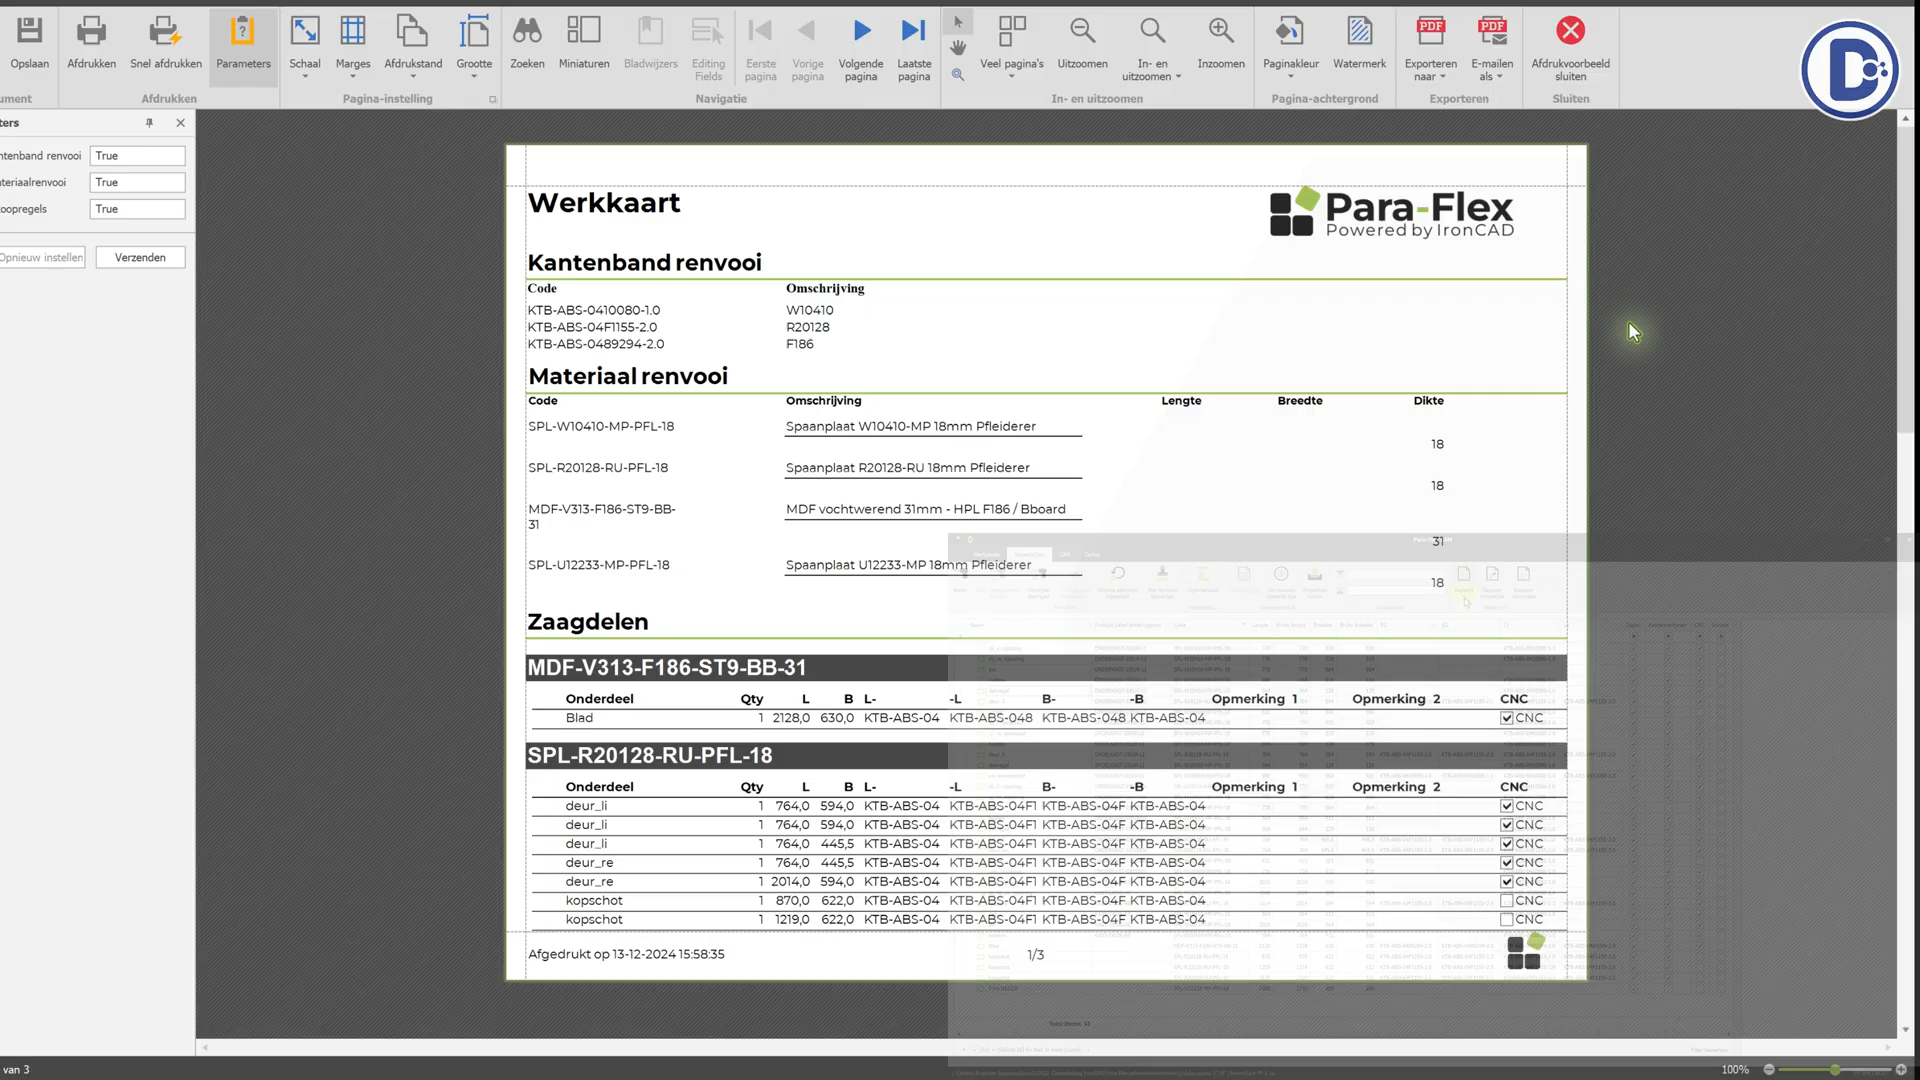 Opslaan
Afdrukken
Snel afdrukken
Parameters
Schaal
Marges
Afdrukstand
Grootte
Zoeken
Miniaturen
Bladwijzers
Editing Fields
Eerste pagina
Vorige pagina
Volgende pagina
Laatste pagina
Veel pagina's
Uitzoomen
In- en uitzoomen
Inzoomen
Paginakleur
Watermerk
PDF
Exporteren naar
PDF
E-mailen als
Afdrukvoorbeeld sluiten
ument
Afdrukken
Pagina-instelling
Navigatie
In- en uitzoomen
Pagina-achtergrond
Exporteren
Sluiten
D
ters
ntenband renvooi True
teriaalrenvooi True
oopregels True
Opnieuw instellen
Verzenden
Werkkaart
Para-Flex
Powered by IronCAD
Kantenband renvooi
Code Omschrijving
KTB-ABS-0410080-1.0 W10410
KTB-ABS-04F1155-2.0 R20128
KTB-ABS-0489294-2.0 F186
Materiaal renvooi
Code Omschrijving Lengte Breedte Dikte
SPL-W10410-MP-PFL-18 Spaanplaat W10410-MP 18mm Pfleiderer
18
SPL-R20128-RU-PFL-18 Spaanplaat R20128-RU 18mm Pfleiderer
18
MDF-V313-F186-ST9-BB- MDF vochtwerend 31mm - HPL F186 / Bboard
31
31
SPL-U12233-MP-PFL-18 Spaanplaat U12233-MP 18mm Pfleiderer
18
Zaagdelen
MDF-V313-F186-ST9-BB-31
Onderdeel Qty L B L- -L B- -B Opmerking 1 Opmerking 2 CNC
Blad 1 2128,0 630,0 KTB-ABS-04 KTB-ABS-048 KTB-ABS-048 KTB-ABS-04 CNC
SPL-R20128-RU-PFL-18
Onderdeel Qty L B L- -L B- -B Opmerking 1 Opmerking 2 CNC
deur_li 1 764,0 594,0 KTB-ABS-04 KTB-ABS-04F1 KTB-ABS-04F KTB-ABS-04 CNC
deur_li 1 764,0 594,0 KTB-ABS-04 KTB-ABS-04F1 KTB-ABS-04F KTB-ABS-04 CNC
deur_li 1 764,0 445,5 KTB-ABS-04 KTB-ABS-04F1 KTB-ABS-04F KTB-ABS-04 CNC
deur_re 1 764,0 445,5 KTB-ABS-04 KTB-ABS-04F1 KTB-ABS-04F KTB-ABS-04 CNC
deur_re 1 2014,0 594,0 KTB-ABS-04 KTB-ABS-04F1 KTB-ABS-04F KTB-ABS-04 CNC
kopschot 1 870,0 622,0 KTB-ABS-04 KTB-ABS-04F1 KTB-ABS-04F KTB-ABS-04 CNC
kopschot 1 1219,0 622,0 KTB-ABS-04 KTB-ABS-04F1 KTB-ABS-04F KTB-ABS-04 CNC
Afgedrukt op 13-12-2024 15:58:35
1/3
van 3
100%